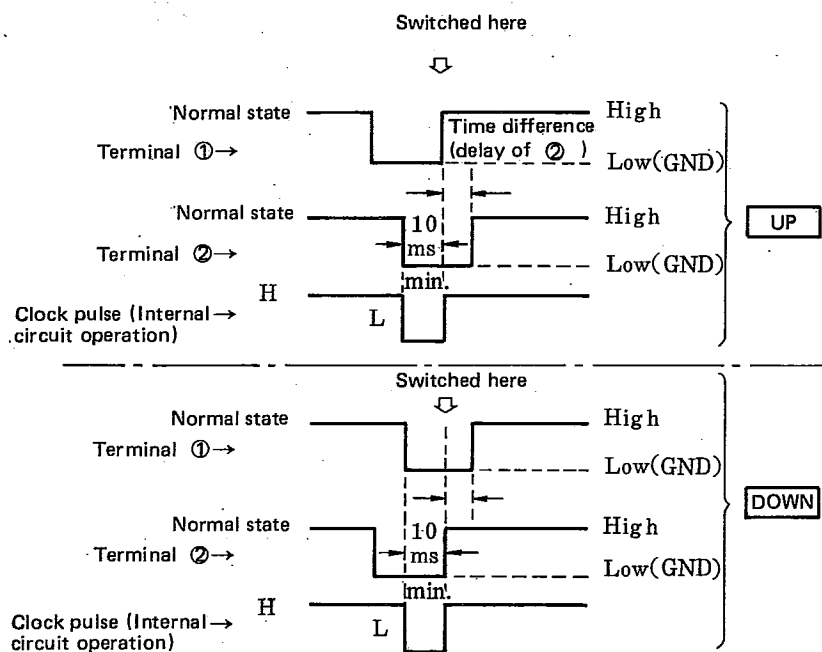 Switched here
Normal state
High
Terminal ①→
Time difference
(delay of ②)
Low(GND)
Normal state
High
10
ms
UP
Terminal ②→
Low(GND)
min.
H
Clock pulse (Internal→
circuit operation)
L
Switched here
Normal state
High
Terminal ①→
Low(GND)
DOWN
Normal state
High
10
ms
Terminal ②→
Low(GND)
min.
H
Clock pulse (Internal→
circuit operation)
L